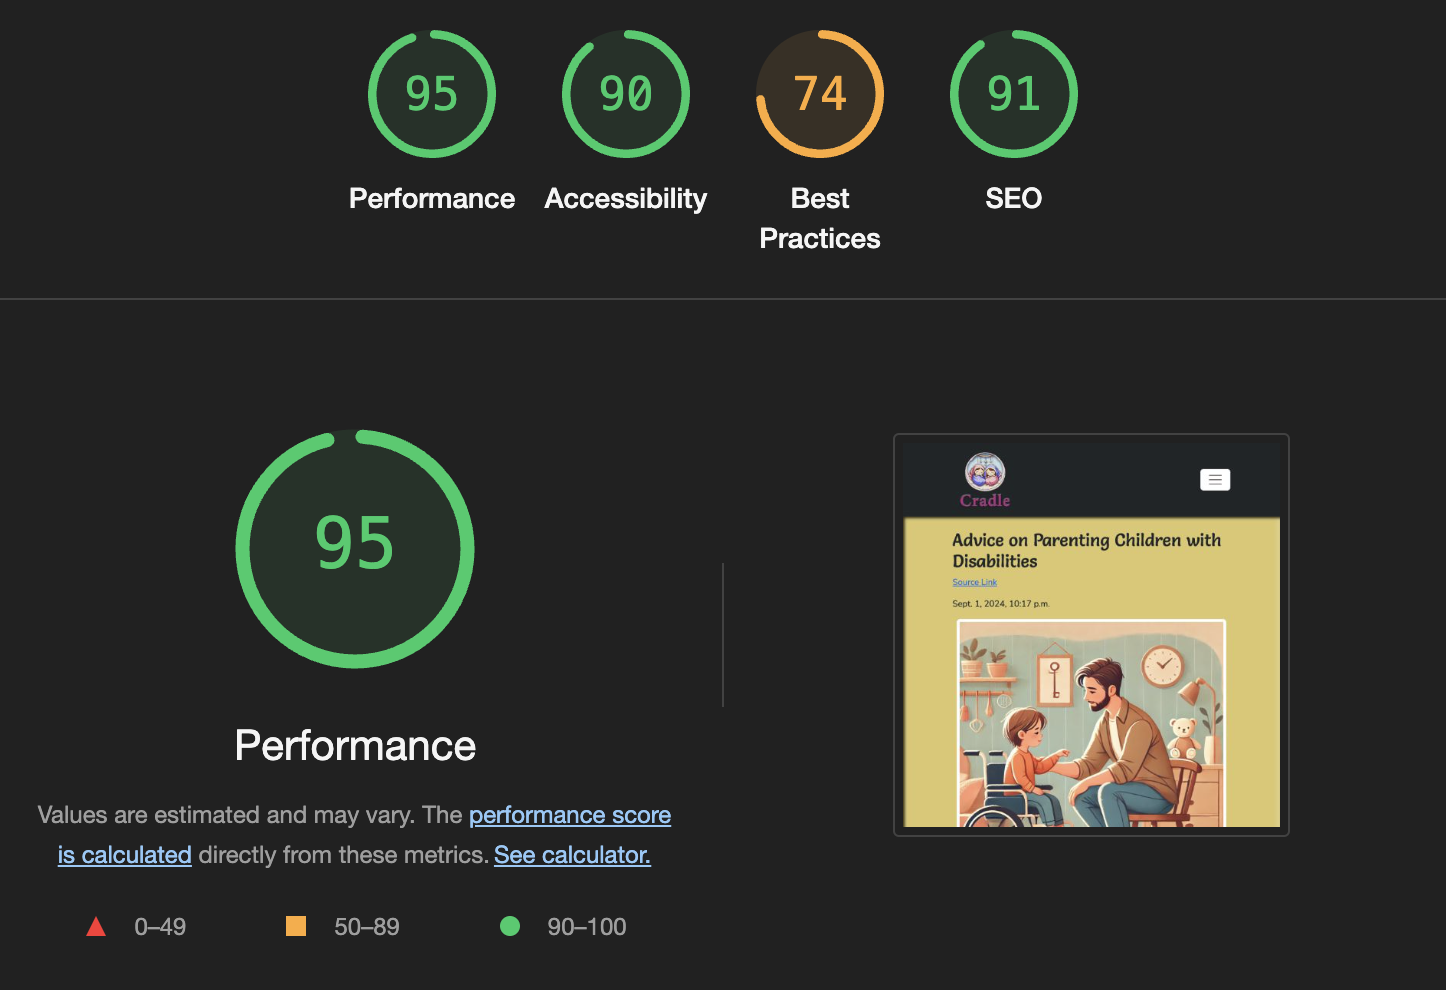 95
90
74
91
Performance
Accessibility
Best
Practices
SEO
95
Performance
Values are estimated and may vary. The performance score
is calculated directly from these metrics. See calculator.
0–49
50–89
90–100
Cradle
Advice on Parenting Children with
Disabilities
Source Link
Sept. 1, 2024, 10:17 p.m.